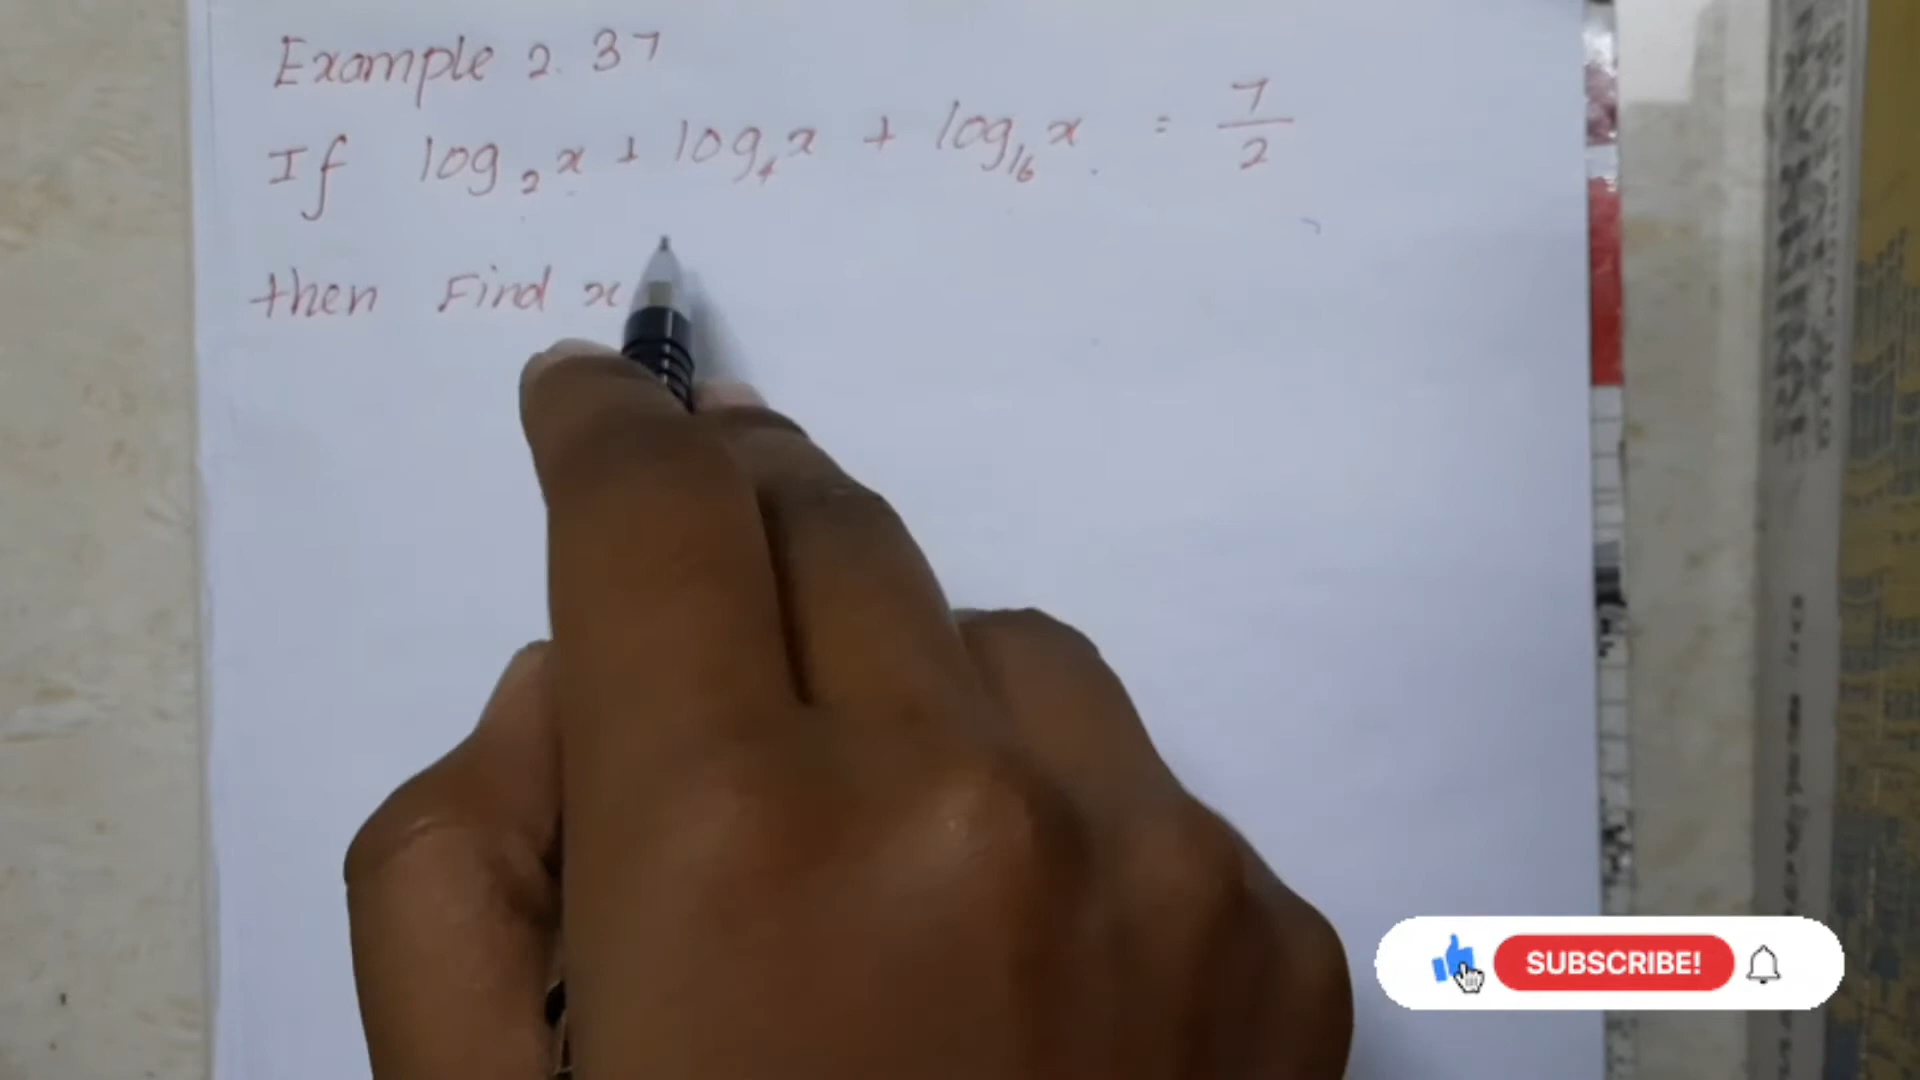 Example 2.37
If log₂x + log₄x + log₁₆x = 7/2
then Find x
SUBSCRIBE!